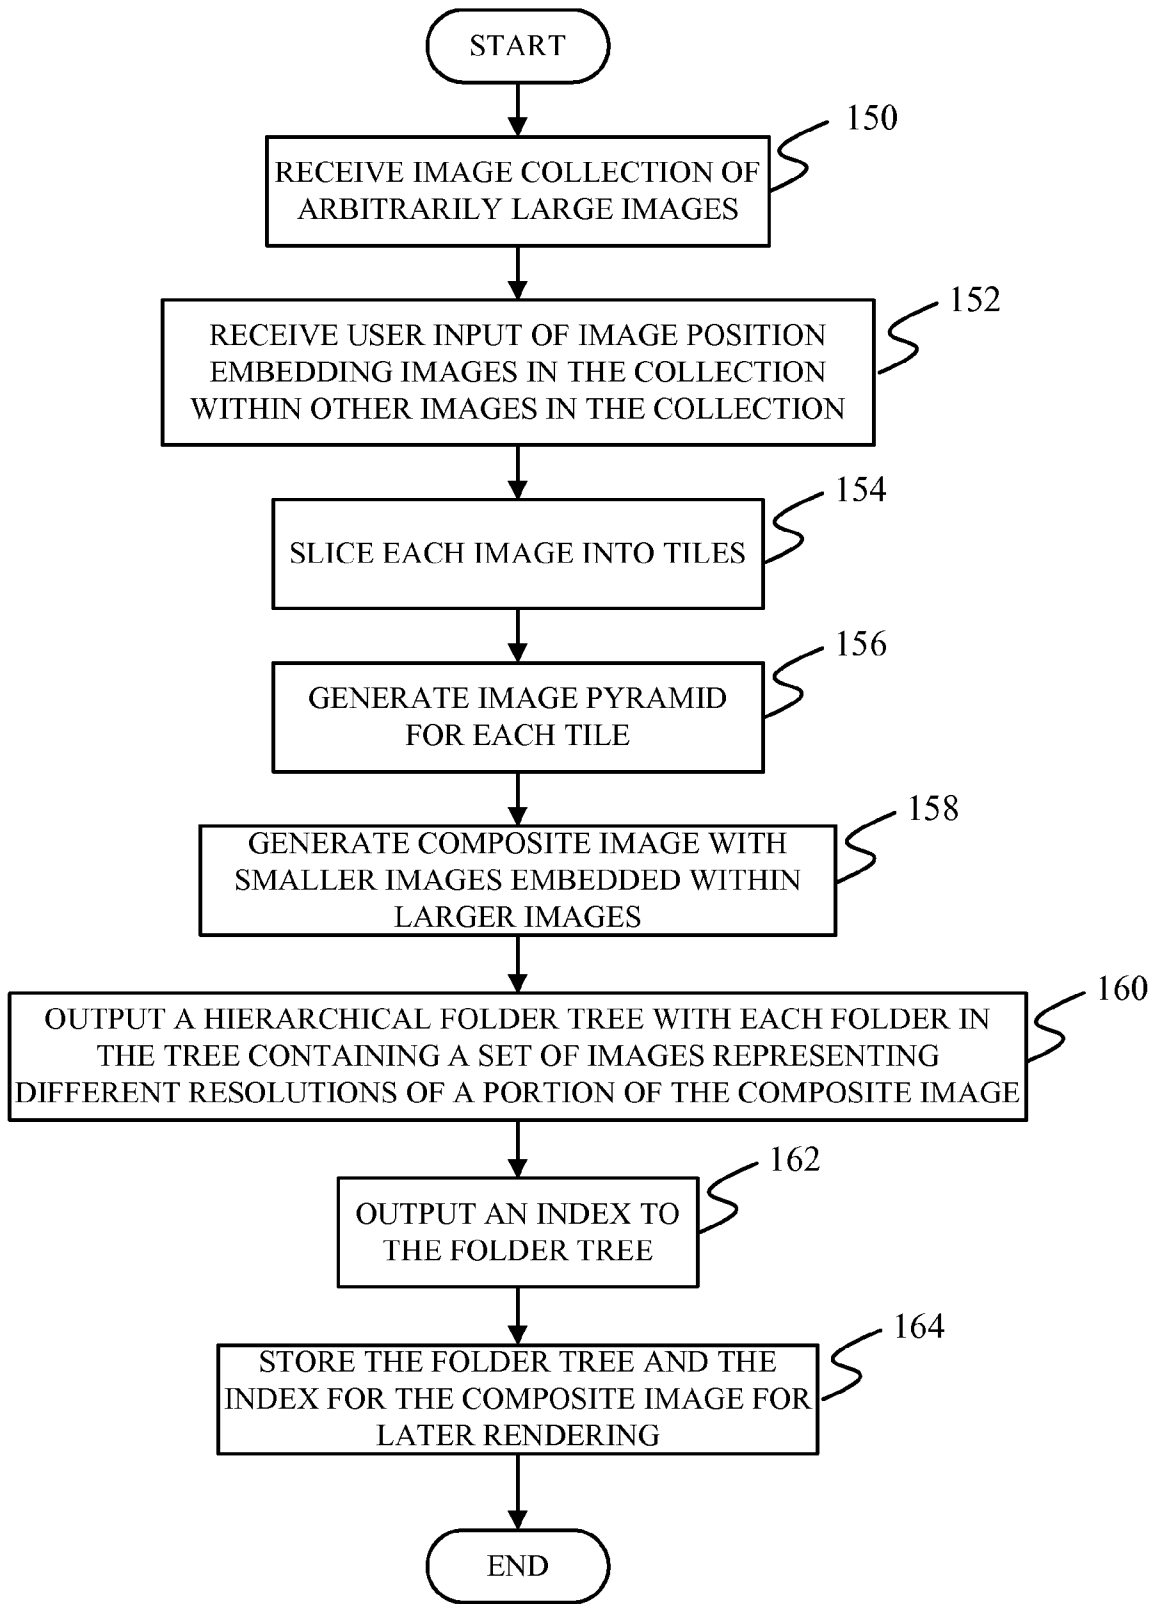 START
150
RECEIVE IMAGE COLLECTION OF
ARBITRARILY LARGE IMAGES
152
RECEIVE USER INPUT OF IMAGE POSITION
EMBEDDING IMAGES IN THE COLLECTION
WITHIN OTHER IMAGES IN THE COLLECTION
154
SLICE EACH IMAGE INTO TILES
156
GENERATE IMAGE PYRAMID
FOR EACH TILE
158
GENERATE COMPOSITE IMAGE WITH
SMALLER IMAGES EMBEDDED WITHIN
LARGER IMAGES
160
OUTPUT A HIERARCHICAL FOLDER TREE WITH EACH FOLDER IN
THE TREE CONTAINING A SET OF IMAGES REPRESENTING
DIFFERENT RESOLUTIONS OF A PORTION OF THE COMPOSITE IMAGE
162
OUTPUT AN INDEX TO
THE FOLDER TREE
164
STORE THE FOLDER TREE AND THE
INDEX FOR THE COMPOSITE IMAGE FOR
LATER RENDERING
END